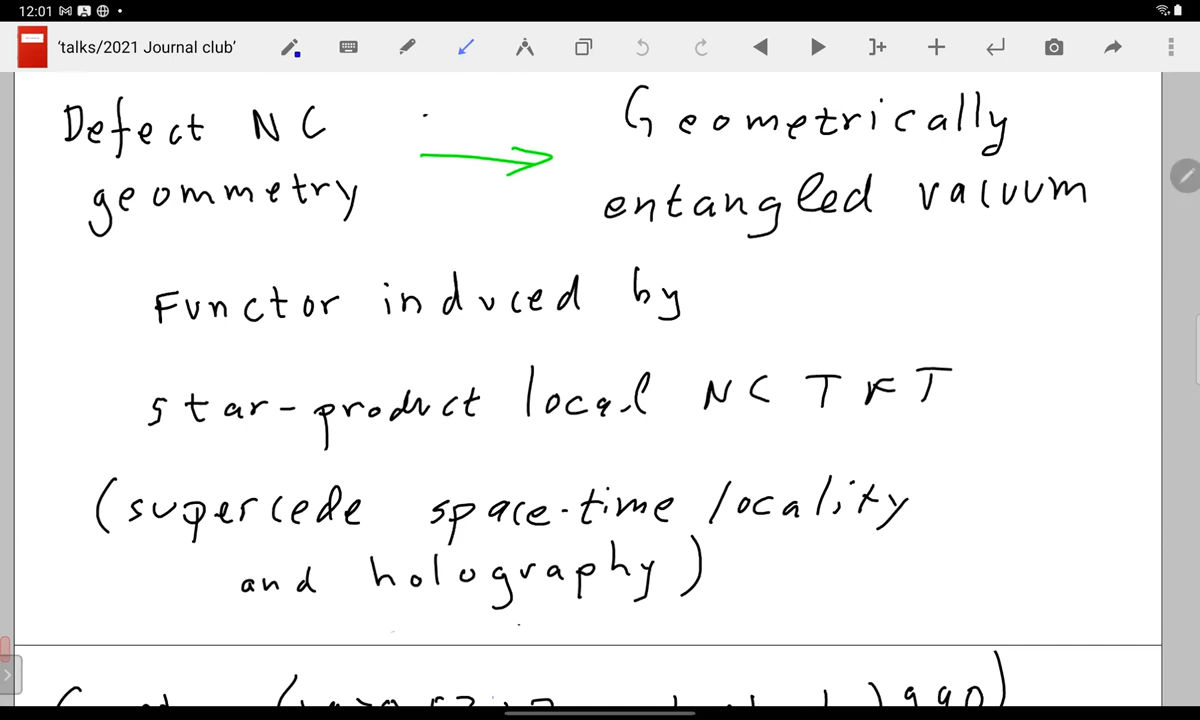 12:01
'talks/2021 Journal club'
Defect NC Geometrically
geommetry entangled vacuum
Functor induced by
star-product local NC TFT
(supercede space-time locality
and holography)